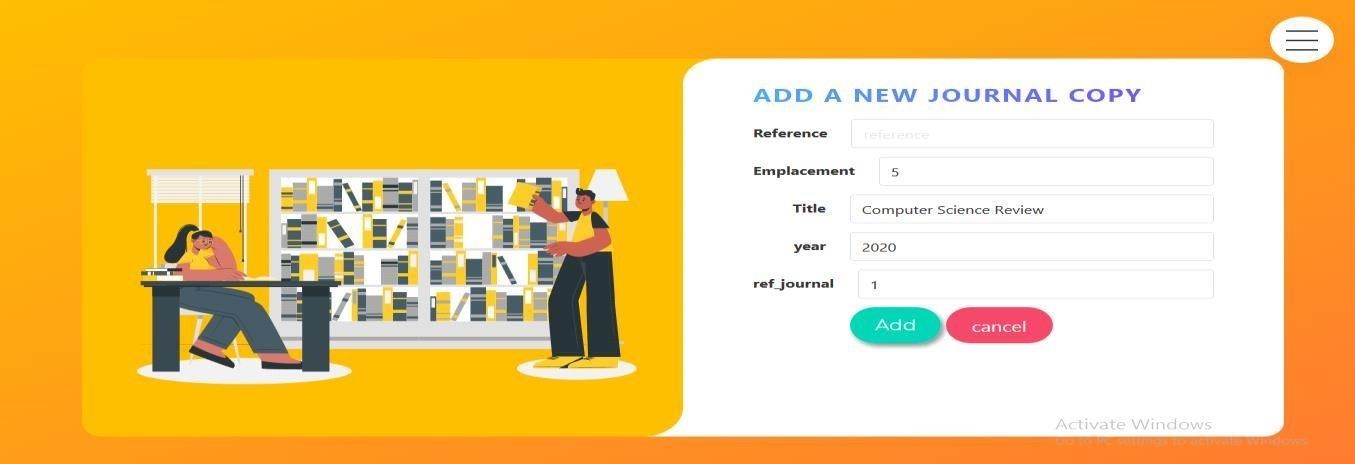 ADD A NEW JOURNAL COPY
Reference reference
Emplacement 5
Title Computer Science Review
year 2020
ref_journal 1
Add cancel
Activate Windows
Go to PC settings to activate Windows.